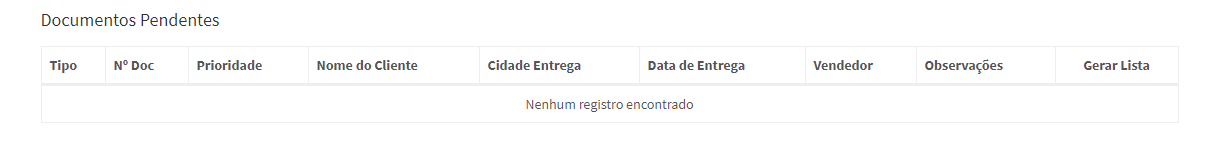 Documentos Pendentes
Tipo Nº Doc Prioridade Nome do Cliente Cidade Entrega Data de Entrega Vendedor Observações Gerar Lista
Nenhum registro encontrado